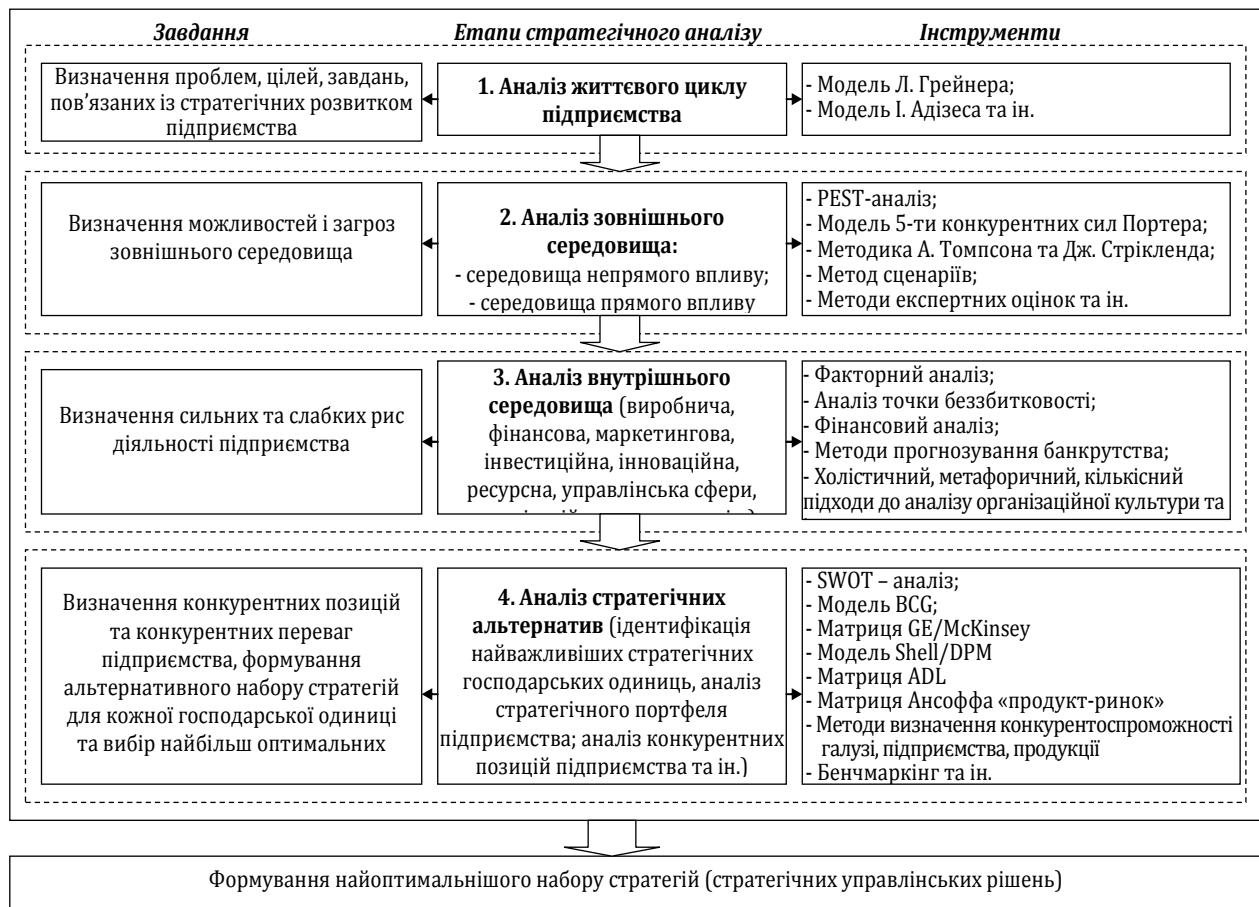 Завдання
Етапи стратегічного аналізу
Інструменти
Визначення проблем, цілей, завдань,
пов’язаних із стратегічних розвитком
підприємства
1. Аналіз життєвого циклу
підприємства
- Модель Л. Грейнера;
- Модель І. Адізеса та ін.
Визначення можливостей і загроз
зовнішнього середовища
2. Аналіз зовнішнього
середовища:
- середовища непрямого впливу;
- середовища прямого впливу
- PEST-аналіз;
- Модель 5-ти конкурентних сил Портера;
- Методика А. Томпсона та Дж. Стрікленда;
- Метод сценаріїв;
- Методи експертних оцінок та ін.
Визначення сильних та слабких рис
діяльності підприємства
3. Аналіз внутрішнього
середовища (виробнича,
фінансова, маркетингова,
інвестиційна, інноваційна,
ресурсна, управлінська сфери,
- Факторний аналіз;
- Аналіз точки беззбитковості;
- Фінансовий аналіз;
- Методи прогнозування банкрутства;
- Холістичний, метафоричний, кількісний
підходи до аналізу організаційної культури та
Визначення конкурентних позицій
та конкурентних переваг
підприємства, формування
альтернативного набору стратегій
для кожної господарської одиниці
та вибір найбільш оптимальних
4. Аналіз стратегічних
альтернатив (ідентифікація
найважливіших стратегічних
господарських одиниць, аналіз
стратегічного портфеля
підприємства; аналіз конкурентних
позицій підприємства та ін.)
- SWOT – аналіз;
- Модель BCG;
- Матриця GE/McKinsey
- Модель Shell/DPM
- Матриця ADL
- Матриця Ансоффа «продукт-ринок»
- Методи визначення конкурентоспроможності
галузі, підприємства, продукції
- Бенчмаркінг та ін.
Формування найоптимальнішого набору стратегій (стратегічних управлінських рішень)